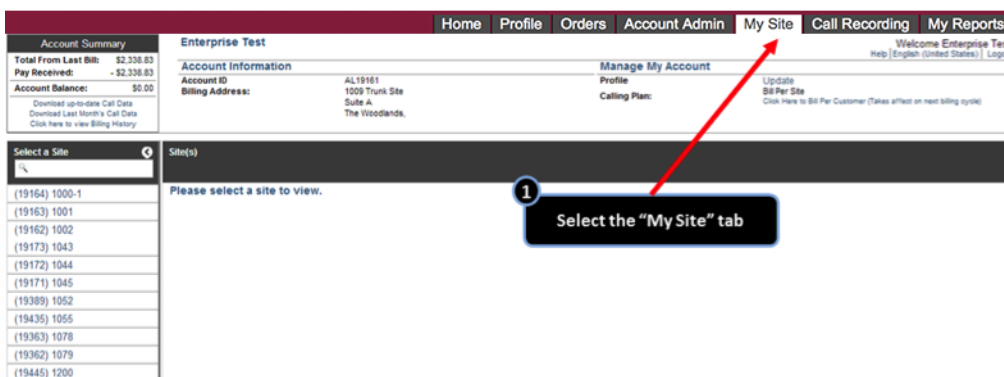 Home Profile Orders Account Admin My Site Call Recording My Reports
Account Summary
Total From Last Bill: $2,338.83
Pay Received: - $2,338.83
Account Balance: $0.00
Download up-to-date Call Data
Download Last Month's Call Data
Click here to view Billing History
Enterprise Test
Welcome Enterprise Tes
Help | English (United States) | Logo
Account Information
Account ID AL19161
Billing Address: 1009 Trunk Site
Suite A
The Woodlands,
Manage My Account
Profile Update
Calling Plan: Bill Per Site
Click Here to Bill Per Customer (Takes affect on next billing cycle)
Select a Site
Site(s)
Please select a site to view.
(19164) 1000-1
(19163) 1001
(19162) 1002
(19173) 1043
(19172) 1044
(19171) 1045
(19389) 1052
(19435) 1055
(19363) 1078
(19362) 1079
(19445) 1200
1
Select the “My Site” tab